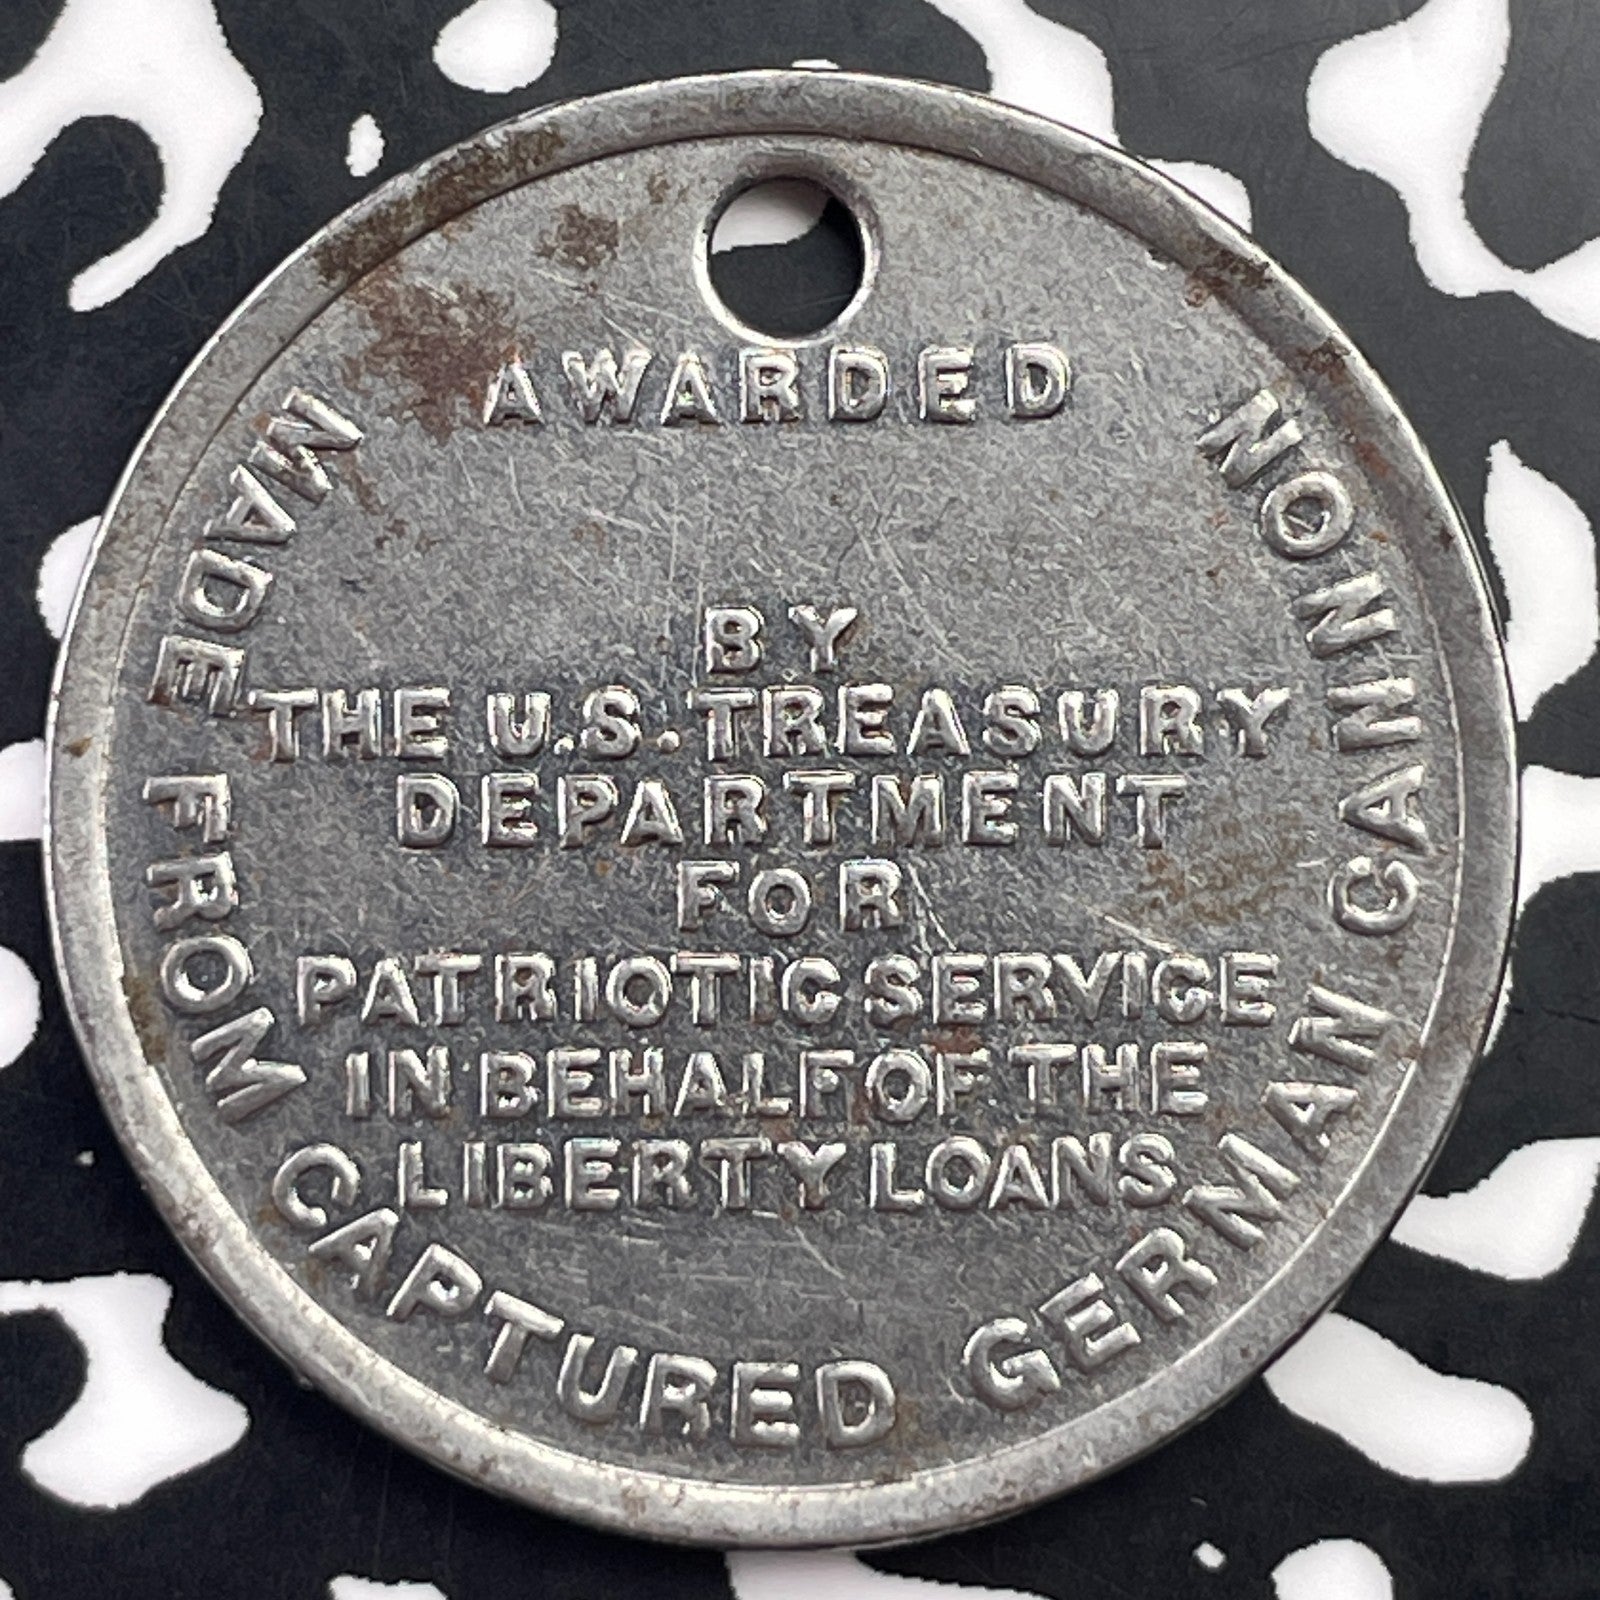 AWARDED
BY
THE U.S. TREASURY
DEPARTMENT
FOR
PATRIOTIC SERVICE
IN BEHALF OF THE
LIBERTY LOANS
MADE FROM CAPTURED GERMAN CANNON